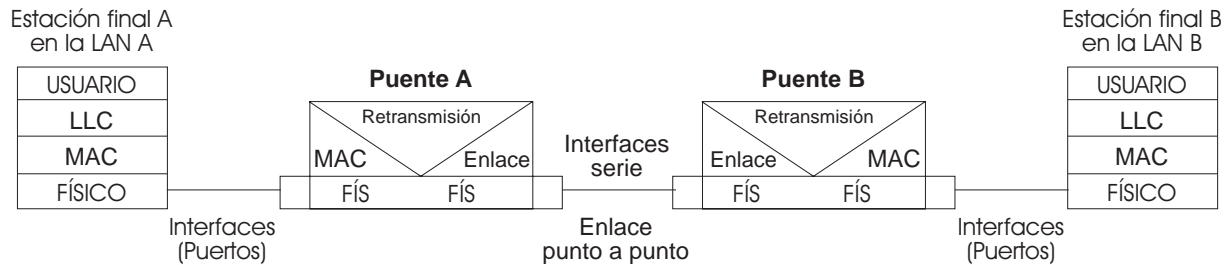 Estación final A
en la LAN A
USUARIO
LLC
MAC
FÍSICO
Interfaces
(Puertos)
Puente A
Retransmisión
MAC
Enlace
FÍS
FÍS
Interfaces
serie
Enlace
punto a punto
Puente B
Retransmisión
Enlace
MAC
FÍS
FÍS
Interfaces
(Puertos)
Estación final B
en la LAN B
USUARIO
LLC
MAC
FÍSICO